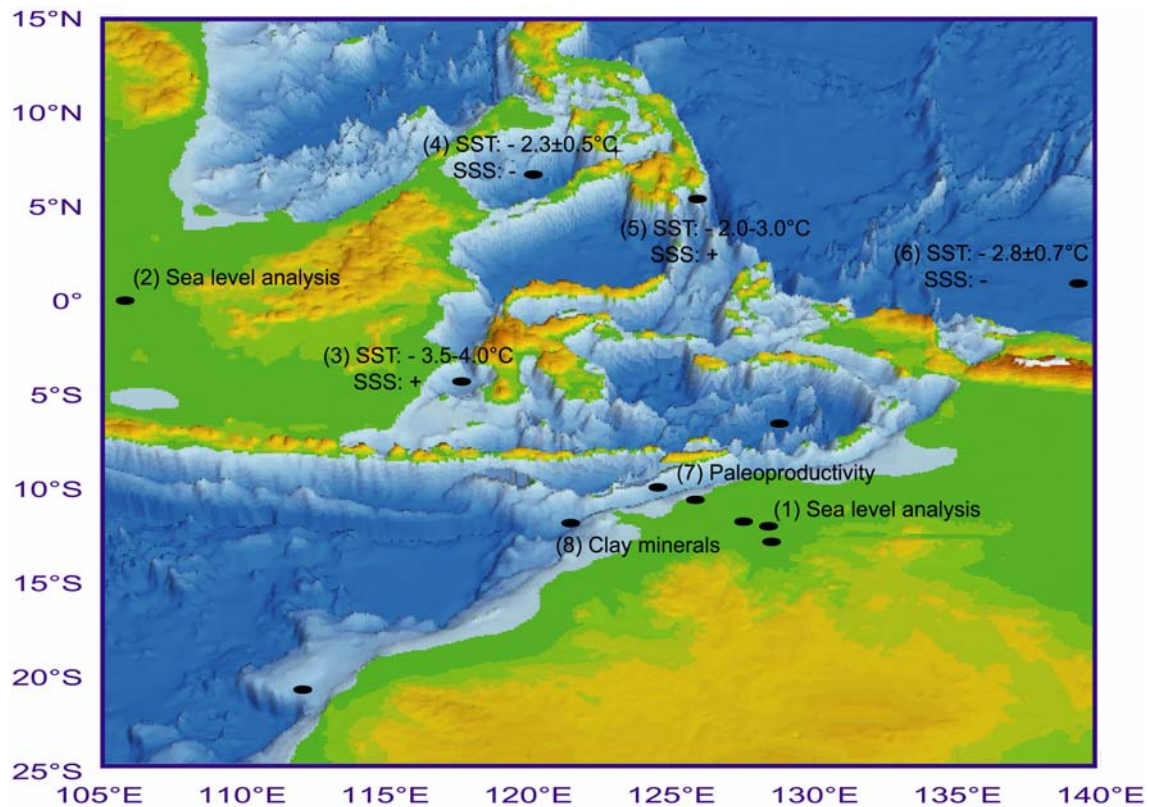 15°N
10°N
(4) SST: - 2.3±0.5°C
SSS: -
5°N
(5) SST: - 2.0-3.0°C
SSS: +
(6) SST: - 2.8±0.7°C
SSS: -
(2) Sea level analysis
0°
(3) SST: - 3.5-4.0°C
SSS: +
5°S
(7) Paleoproductivity
10°S
(1) Sea level analysis
(8) Clay minerals
15°S
20°S
25°S
105°E 110°E 115°E 120°E 125°E 130°E 135°E 140°E